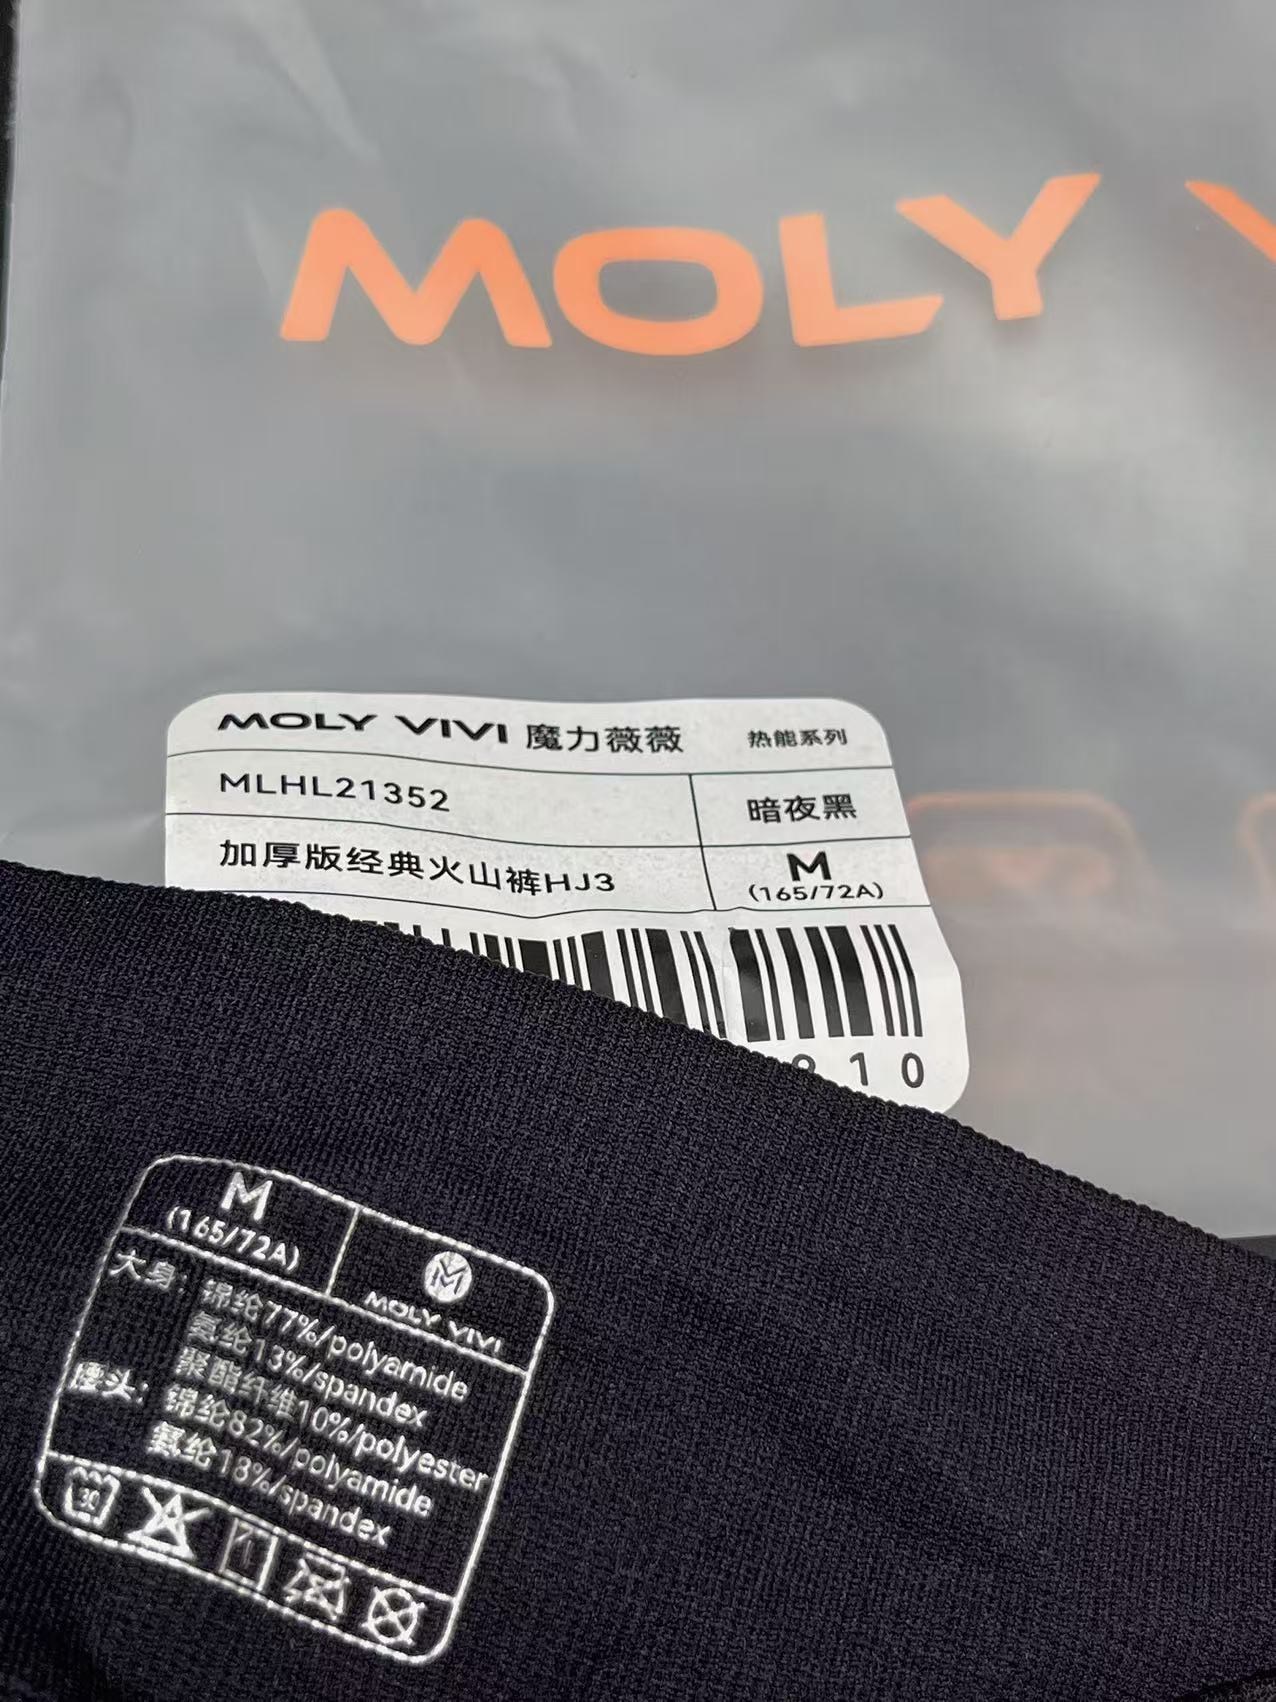 MOLY
MOLY VIVI 魔力薇薇 热能系列
MLHL21352 暗夜黑
加厚版经典火山裤HJ3 M
(165/72A)
10
M
(165/72A)
MOLY VIVI
大身: 锦纶77%/polyamide
氨纶13%/spandex
聚酯纤维10%/polyester
腰头: 锦纶82%/polyamide
氨纶18%/spandex
30